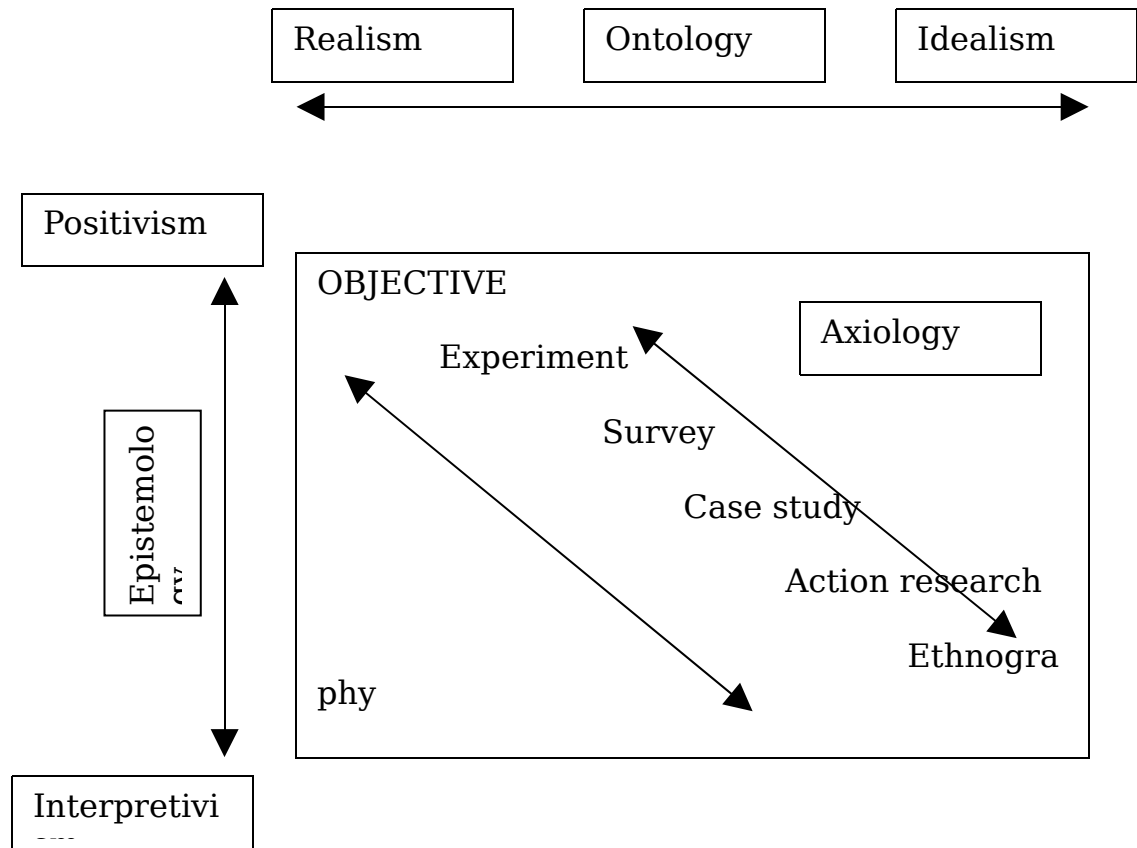 Realism
Ontology
Idealism
Positivism
OBJECTIVE
Axiology
Experiment
Survey
Epistemolo
Case study
Action research
Ethnogra
phy
Interpretivi